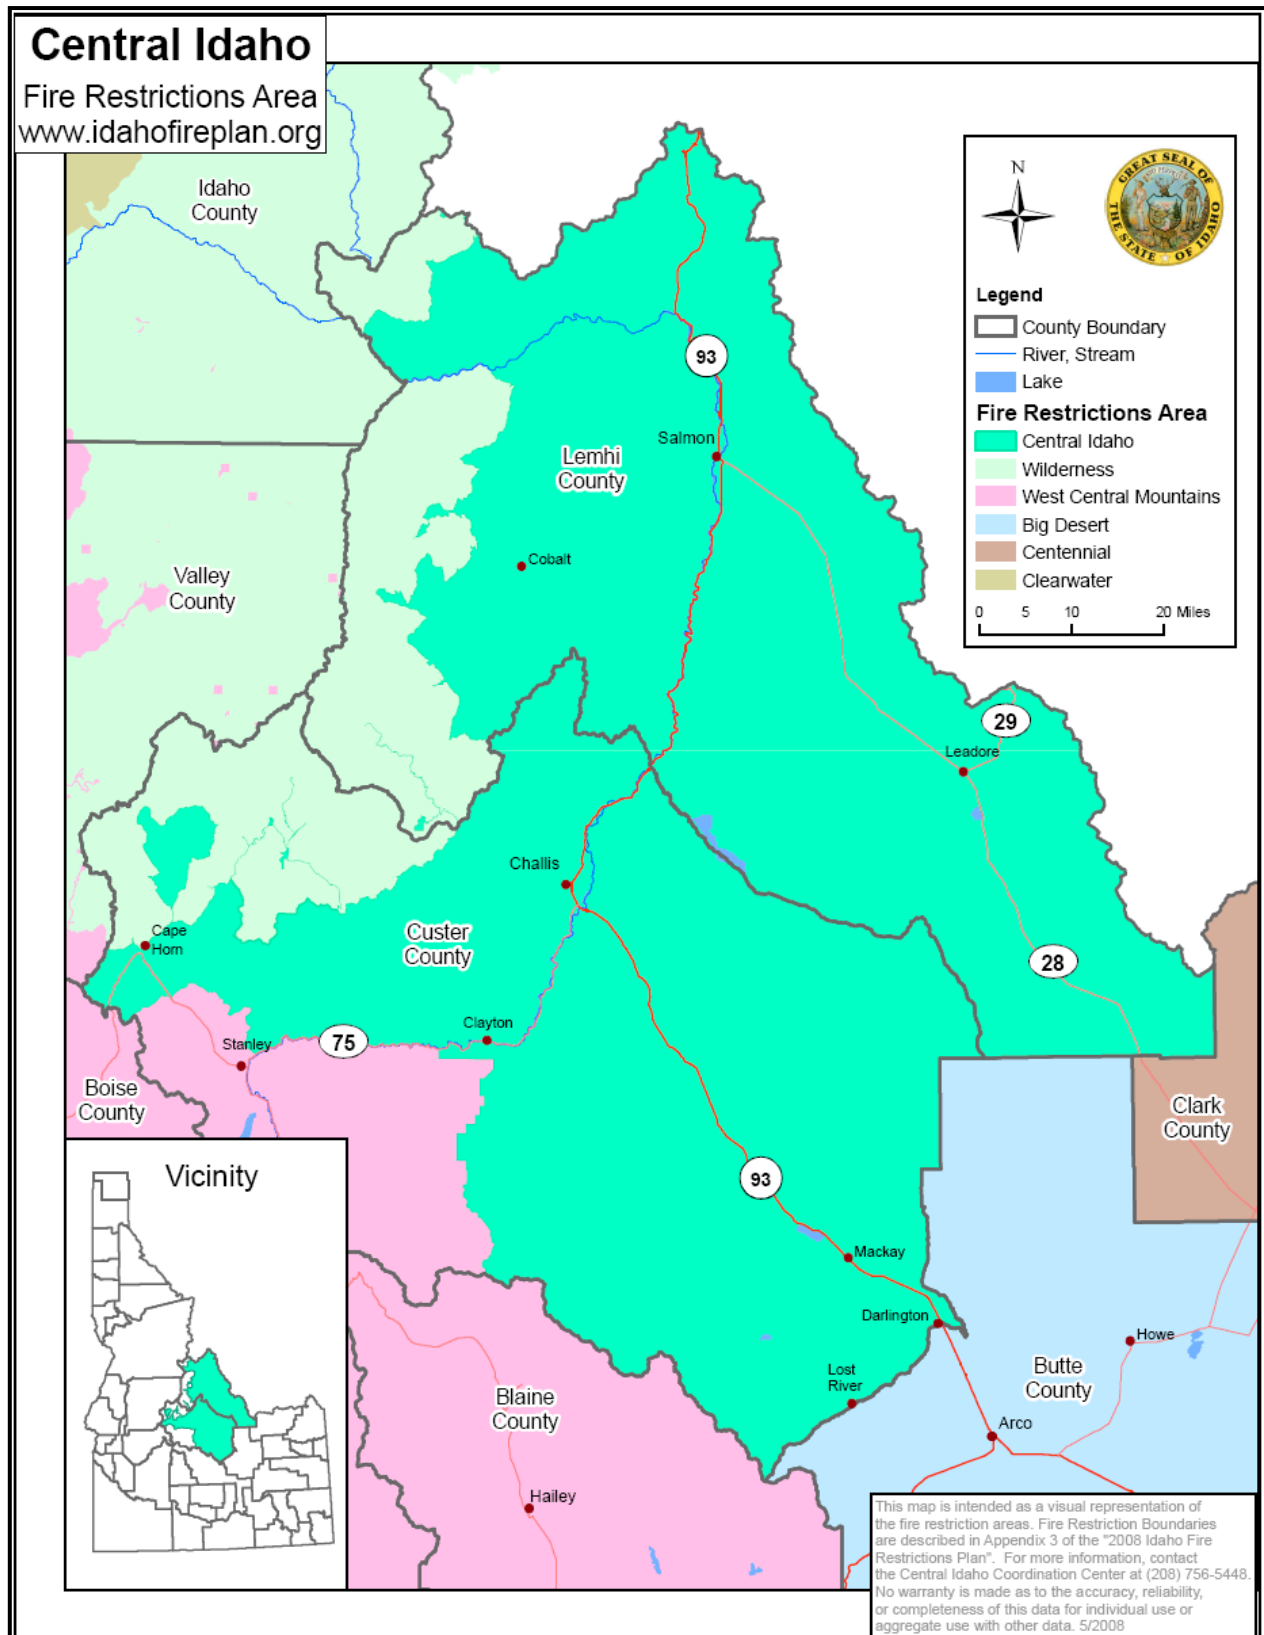 Central Idaho
Fire Restrictions Area
www.idahofireplan.org
Idaho
County
N
GREAT SEAL OF
THE STATE OF IDAHO
Legend
County Boundary
River, Stream
Lake
Fire Restrictions Area
Central Idaho
Wilderness
West Central Mountains
Big Desert
Centennial
Clearwater
0 5 10 20 Miles
93
Salmon
Lemhi
County
Cobalt
Valley
County
29
Leadore
Challis
Cape
Horn
Custer
County
28
Clayton
75
Stanley
Boise
County
Clark
County
93
Mackay
Darlington
Howe
Lost
River
Butte
County
Blaine
County
Arco
Hailey
Vicinity
This map is intended as a visual representation of
the fire restriction areas. Fire Restriction Boundaries
are described in Appendix 3 of the "2008 Idaho Fire
Restrictions Plan". For more information, contact
the Central Idaho Coordination Center at (208) 756-5448.
No warranty is made as to the accuracy, reliability,
or completeness of this data for individual use or
aggregate use with other data. 5/2008